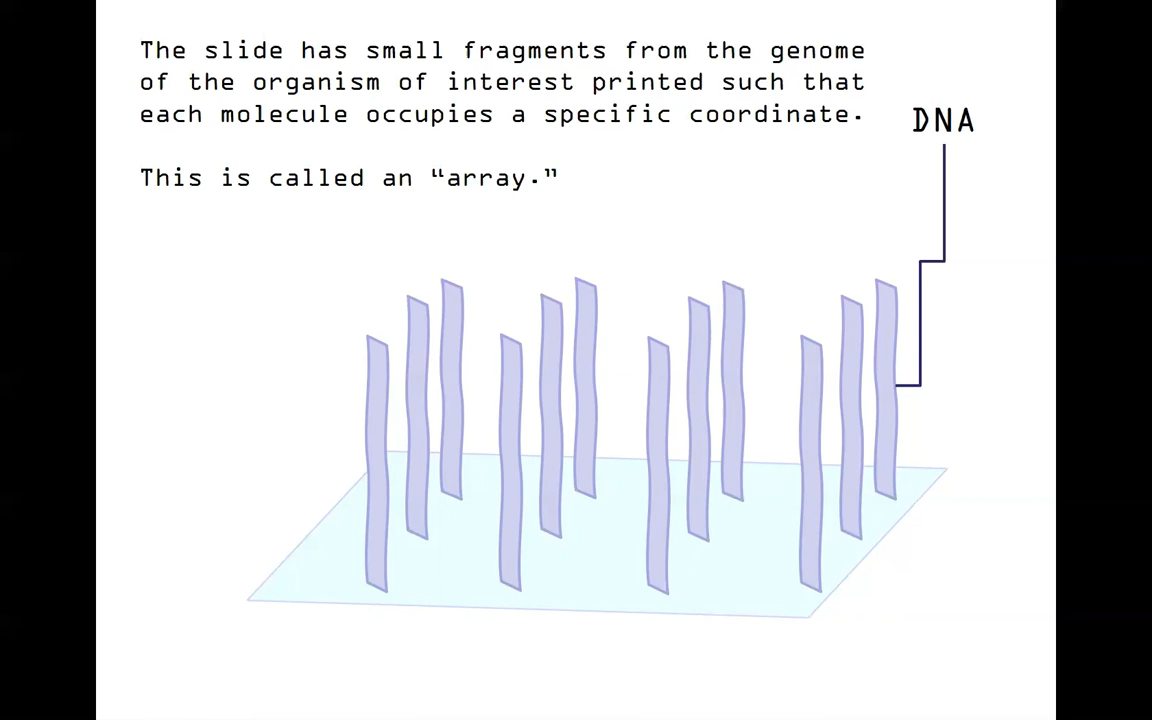 The slide has small fragments from the genome
of the organism of interest printed such that
each molecule occupies a specific coordinate.
DNA
This is called an “array.”